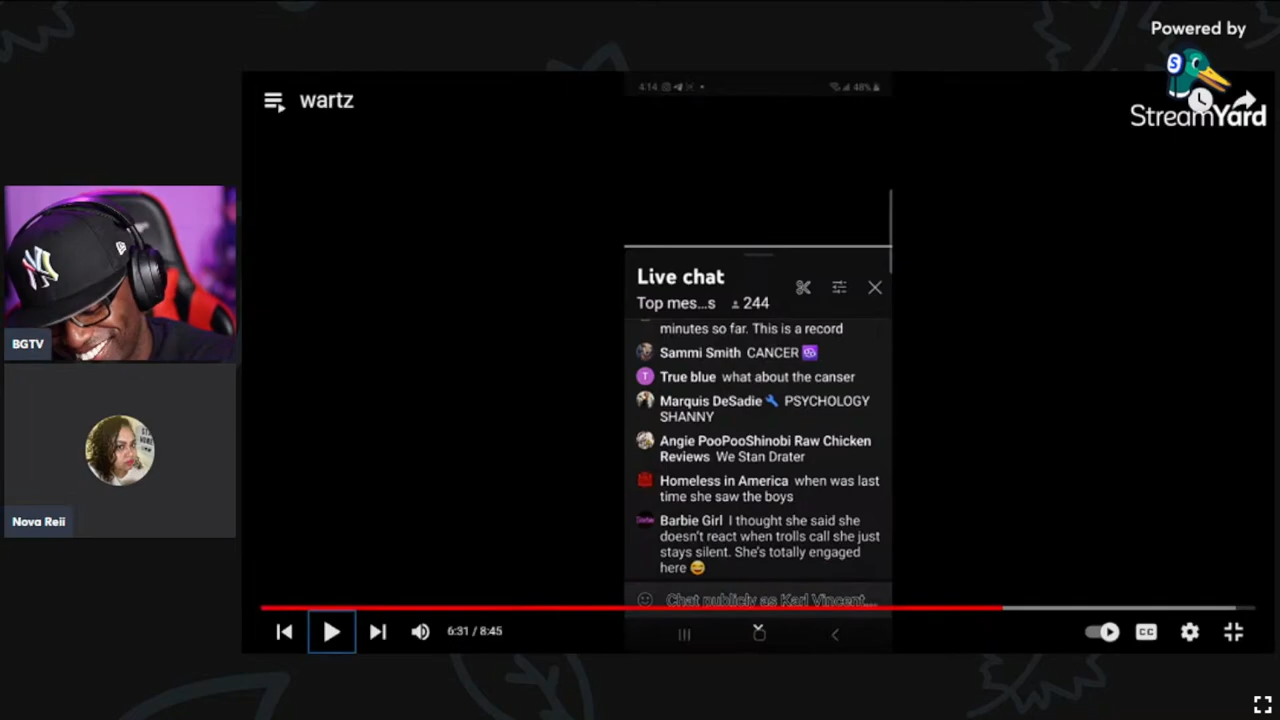 Powered by
StreamYard
wartz
4:14
48%
BGTV
Nova Reii
Live chat
Top mes...s 244
minutes so far. This is a record
Sammi Smith CANCER ♋
T True blue what about the canser
Marquis DeSadie 🔧 PSYCHOLOGY
SHANNY
Angie PooPooShinobi Raw Chicken
Reviews We Stan Drater
Homeless in America when was last
time she saw the boys
Barbie Girl I thought she said she
doesn't react when trolls call she just
stays silent. She's totally engaged
here 😅
Chat publicly as Karl Vincent...
6:31 / 8:45
CC